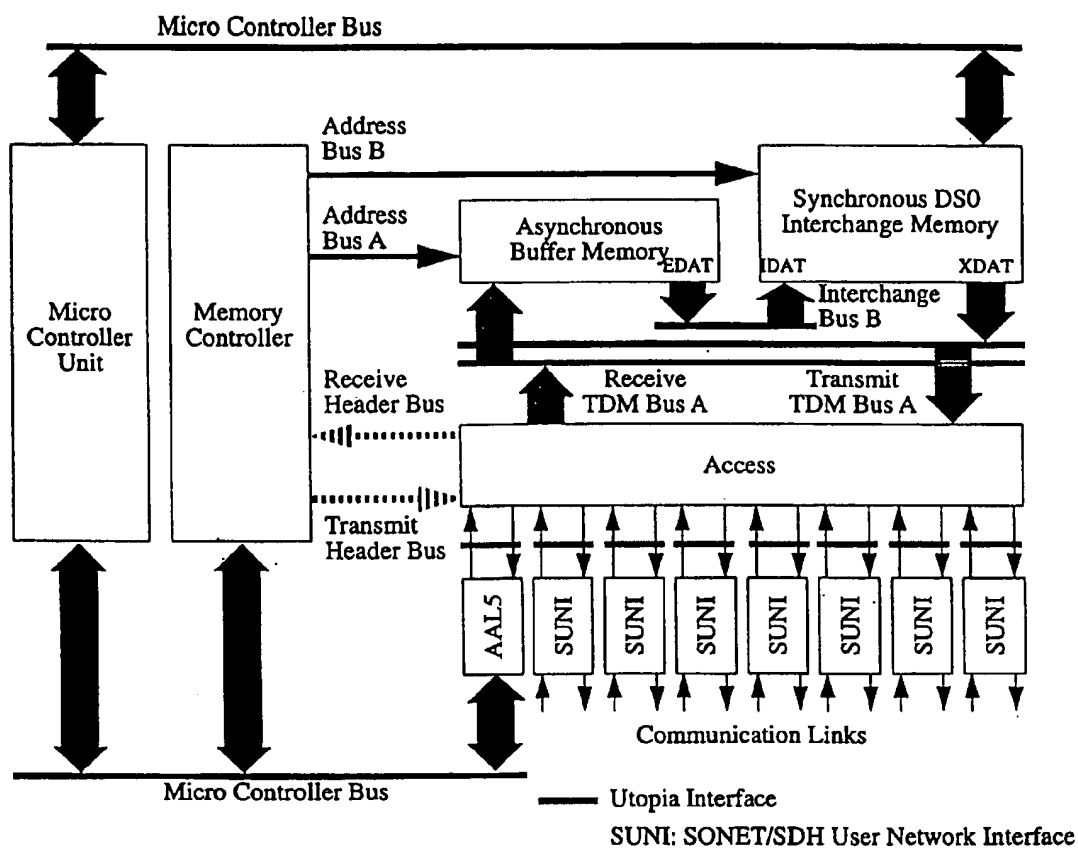 Micro Controller Bus
Address
Bus B
Address
Bus A
Micro
Controller
Unit
Memory
Controller
Asynchronous
Buffer Memory
EDAT
Synchronous DS0
Interchange Memory
IDAT
XDAT
Interchange
Bus B
Receive
Header Bus
Receive
TDM Bus A
Transmit
TDM Bus A
Access
Transmit
Header Bus
AAL5
SUNI
SUNI
SUNI
SUNI
SUNI
SUNI
SUNI
Communication Links
Micro Controller Bus
Utopia Interface
SUNI: SONET/SDH User Network Interface